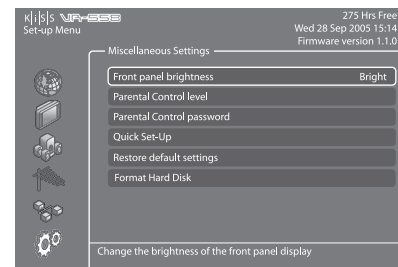 KiSS VR-558
275 Hrs Free
Set-up Menu
Wed 28 Sep 2005 15:14
Firmware version 1.1.0
Miscellaneous Settings
Front panel brightness Bright
Parental Control level
Parental Control password
Quick Set-Up
Restore default settings
Format Hard Disk
Change the brightness of the front panel display